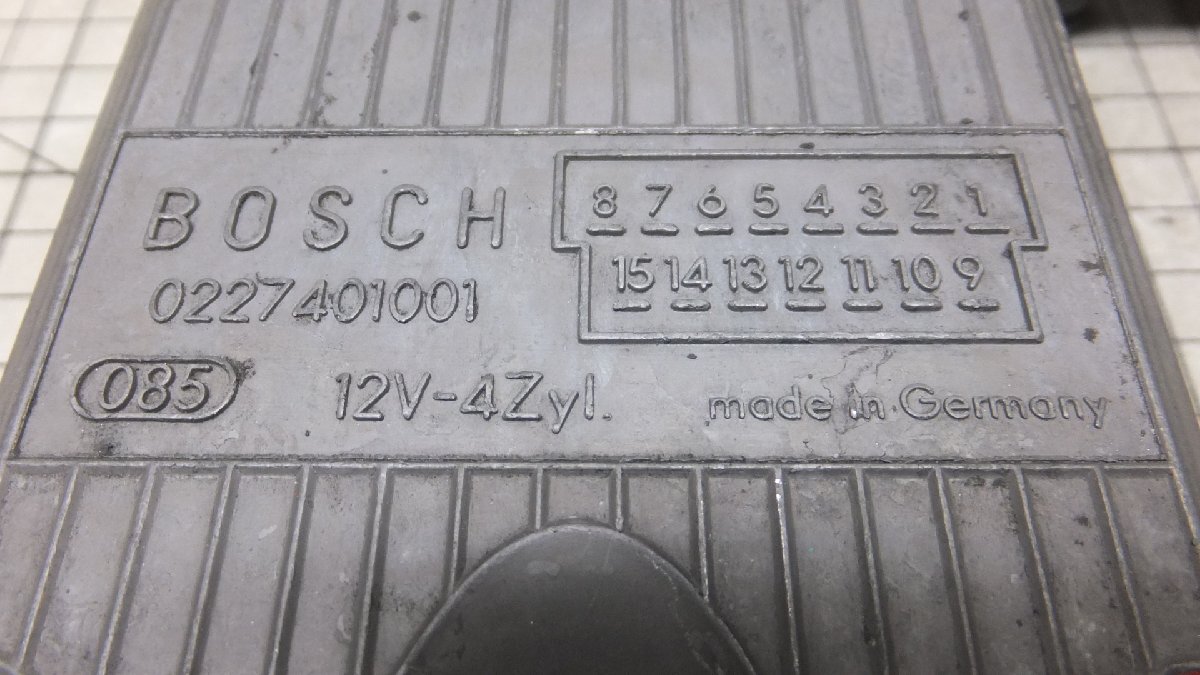 BOSCH
0227401001
8 7 6 5 4 3 2 1
15 14 13 12 11 10 9
085
12V-4Zyl.
made in Germany